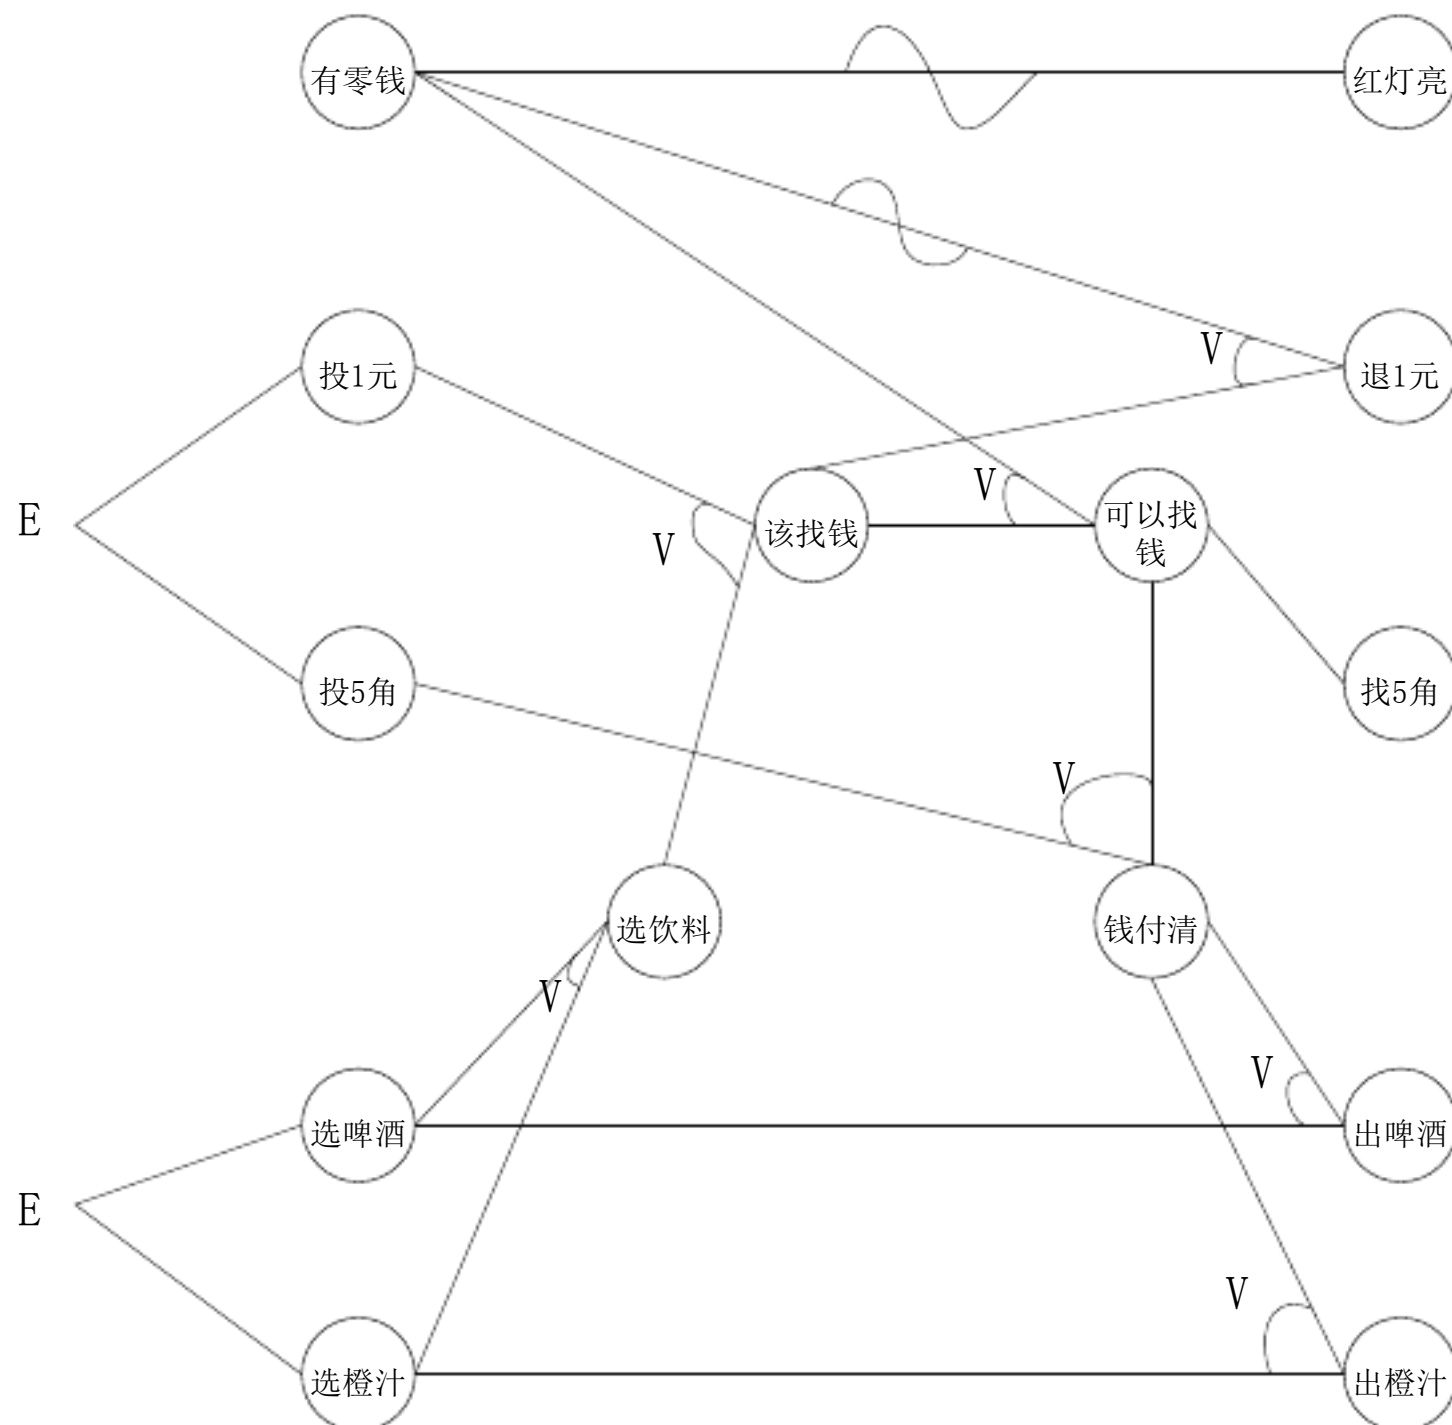 有零钱
红灯亮
V
投1元
退1元
E
V
V
该找钱
可以找
钱
投5角
找5角
V
选饮料
钱付清
V
V
选啤酒
出啤酒
E
V
选橙汁
出橙汁